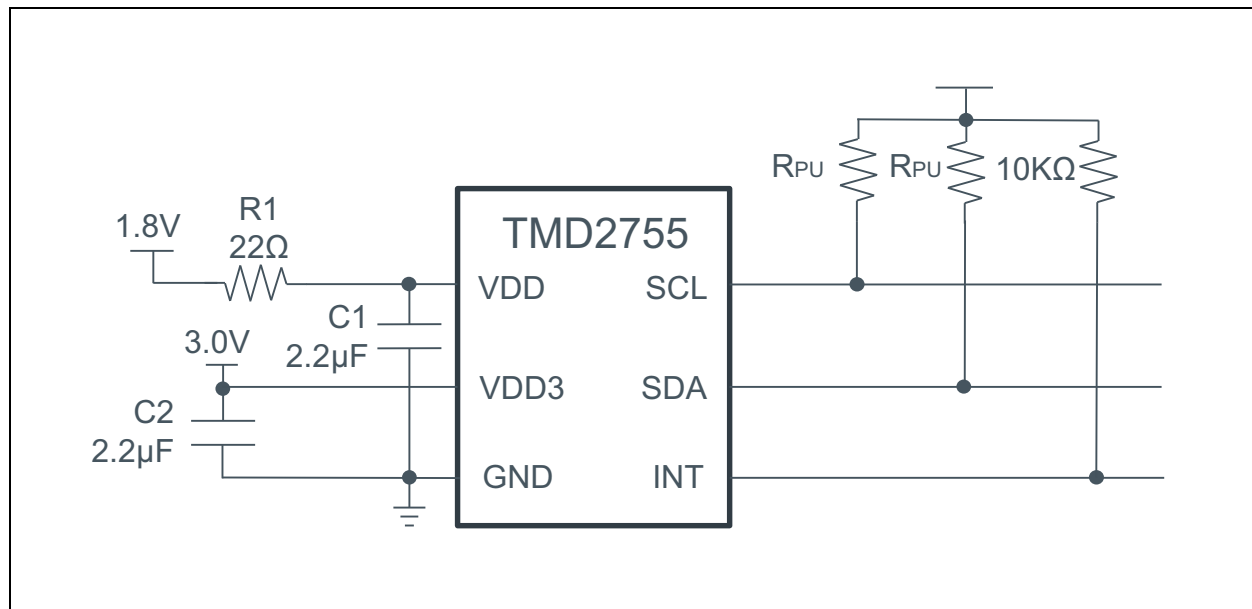 RPU
RPU
10KΩ
R1
22Ω
1.8V
TMD2755
VDD
SCL
C1
2.2µF
3.0V
VDD3
SDA
C2
2.2µF
GND
INT